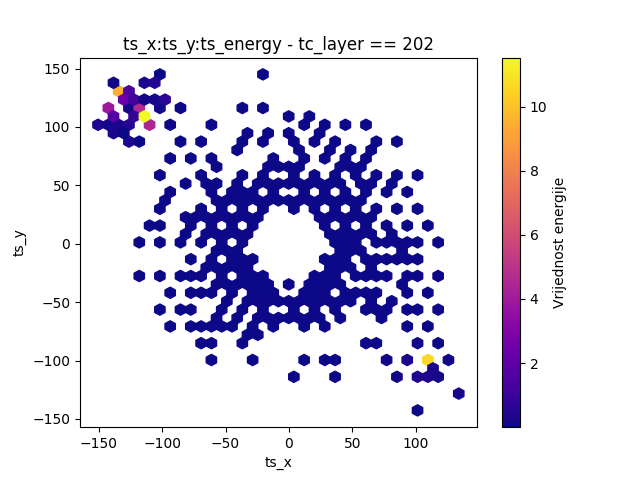 ts_x:ts_y:ts_energy - tc_layer == 202
150
100
50
0
−50
−100
−150
ts_y
−150 −100 −50 0 50 100
ts_x
10
8
6
4
2
Vrijednost energije